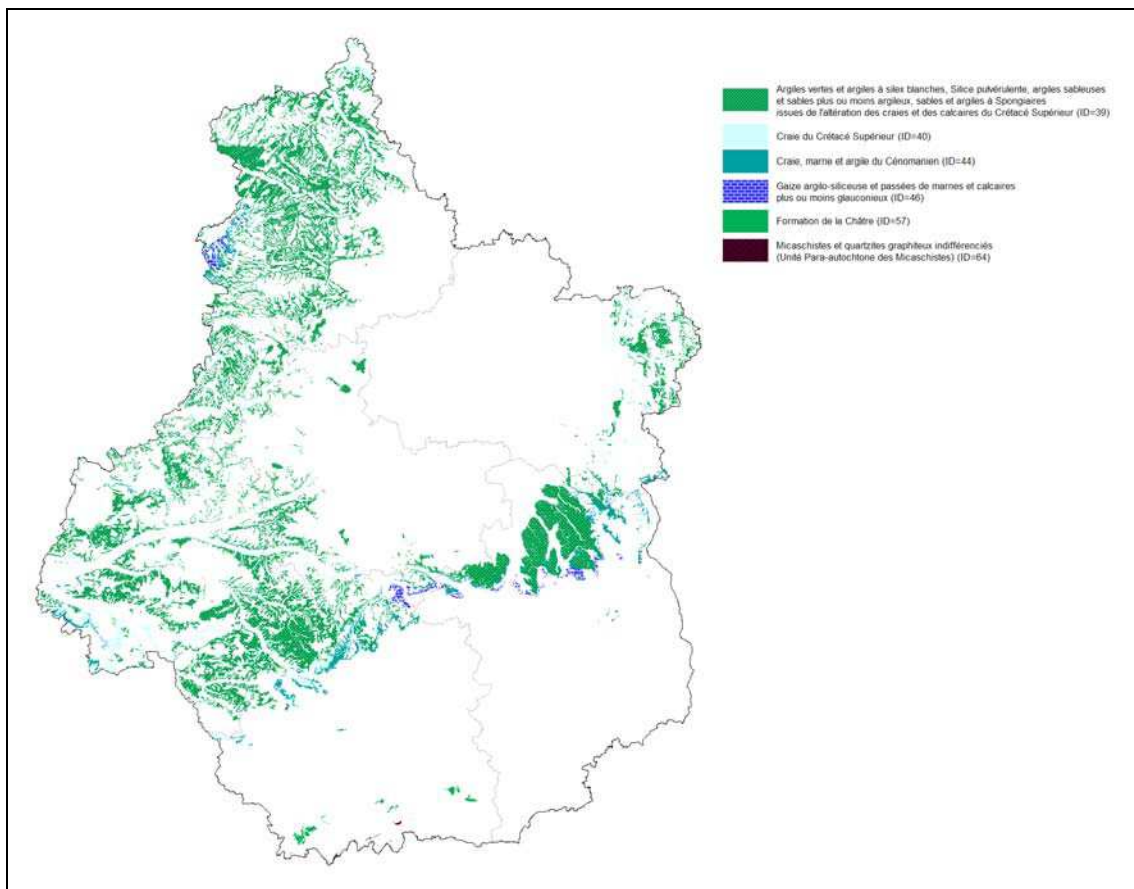 Argiles vertes et argiles à silex blanches, Silice pulvérulente, argiles sableuses
et sables plus ou moins argileux, sables et argiles à Spongiaires
issues de l'altération des craies et des calcaires du Crétacé Supérieur (ID=39)
Craie du Crétacé Supérieur (ID=40)
Craie, marne et argile du Cénomanien (ID=44)
Gaize argilo-siliceuse et passées de marnes et calcaires
plus ou moins glauconieux (ID=46)
Formation de la Châtre (ID=57)
Micaschistes et quartzites graphiteux indifférenciés
(Unité Para-autochtone des Micaschistes) (ID=64)